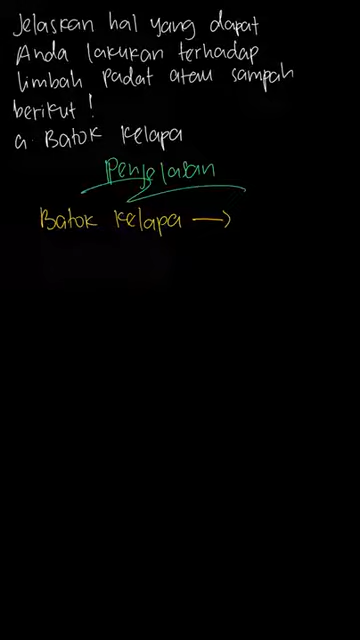 Jelaskan hal yang dapat
Anda lakukan terhadap
limbah padat atau sampah
berikut!
a. Batok Kelapa
Penjelasan
Batok Kelapa →